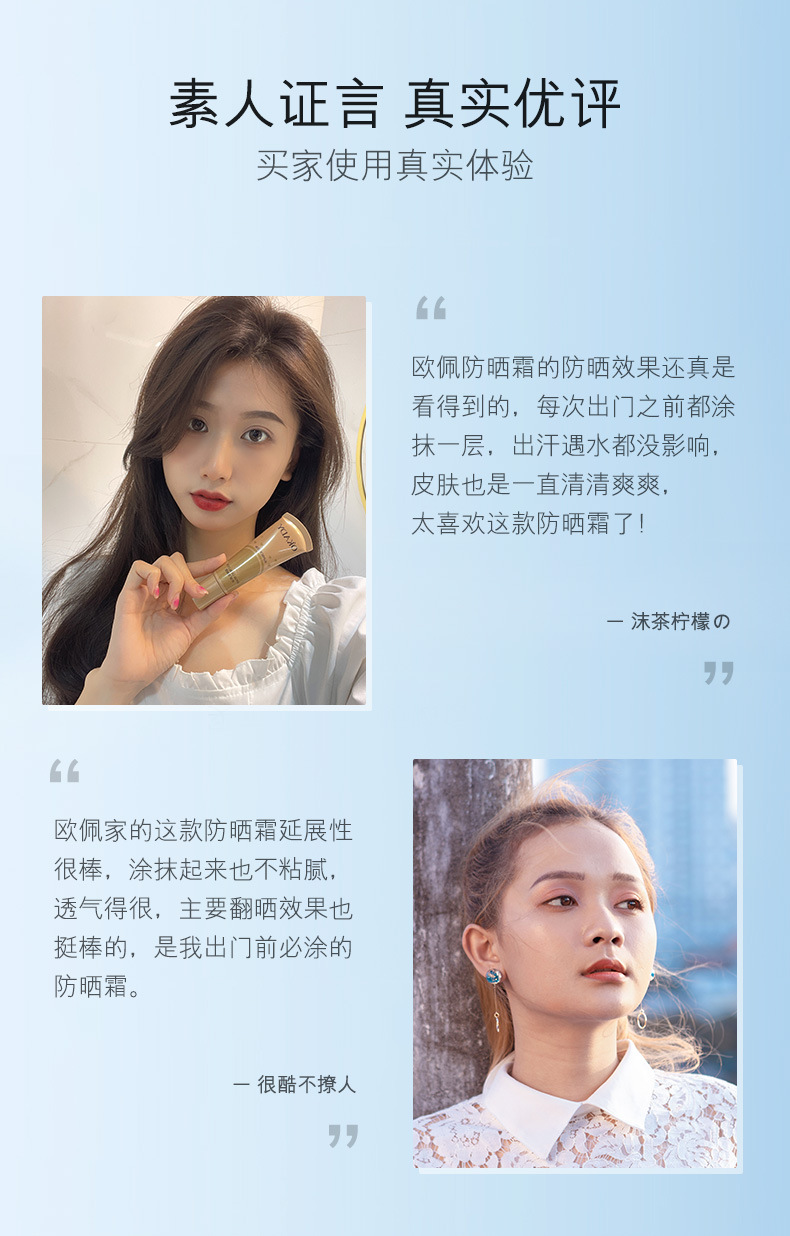 素人证言 真实优评
买家使用真实体验
欧佩防晒霜的防晒效果还真是
看得到的，每次出门之前都涂
抹一层，出汗遇水都没影响，
皮肤也是一直清清爽爽，
太喜欢这款防晒霜了！
— 沫茶柠檬の
欧佩家的这款防晒霜延展性
很棒，涂抹起来也不粘腻，
透气得很，主要翻晒效果也
挺棒的，是我出门前必涂的
防晒霜。
— 很酷不撩人